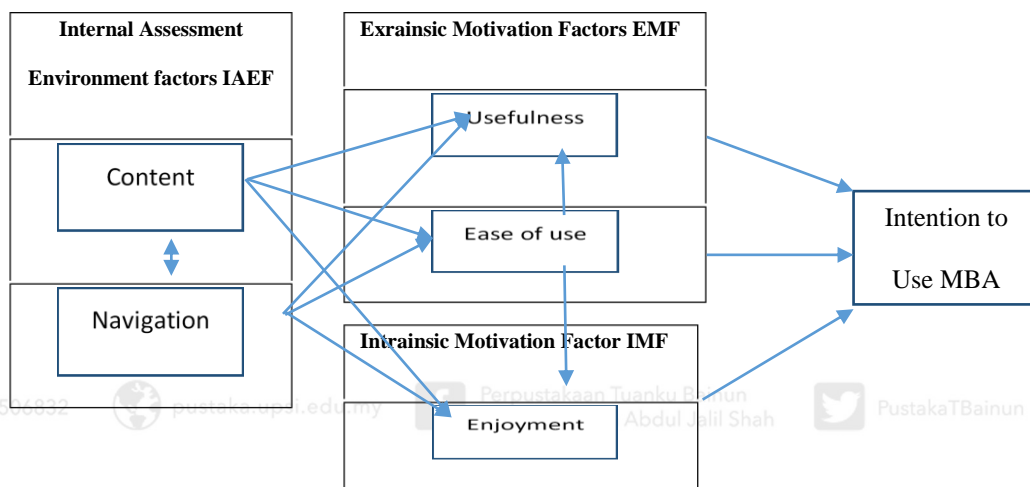 Internal Assessment
Environment factors IAEF
Content
Navigation
Exrainsic Motivation Factors EMF
Usefulness
Ease of use
Intrainsic Motivation Factor IMF
Enjoyment
Intention to
Use MBA
506832
pustaka.upsi.edu.my
Perpustakaan Tuanku Bainun
Abdul Jalil Shah
PustakaTBainun